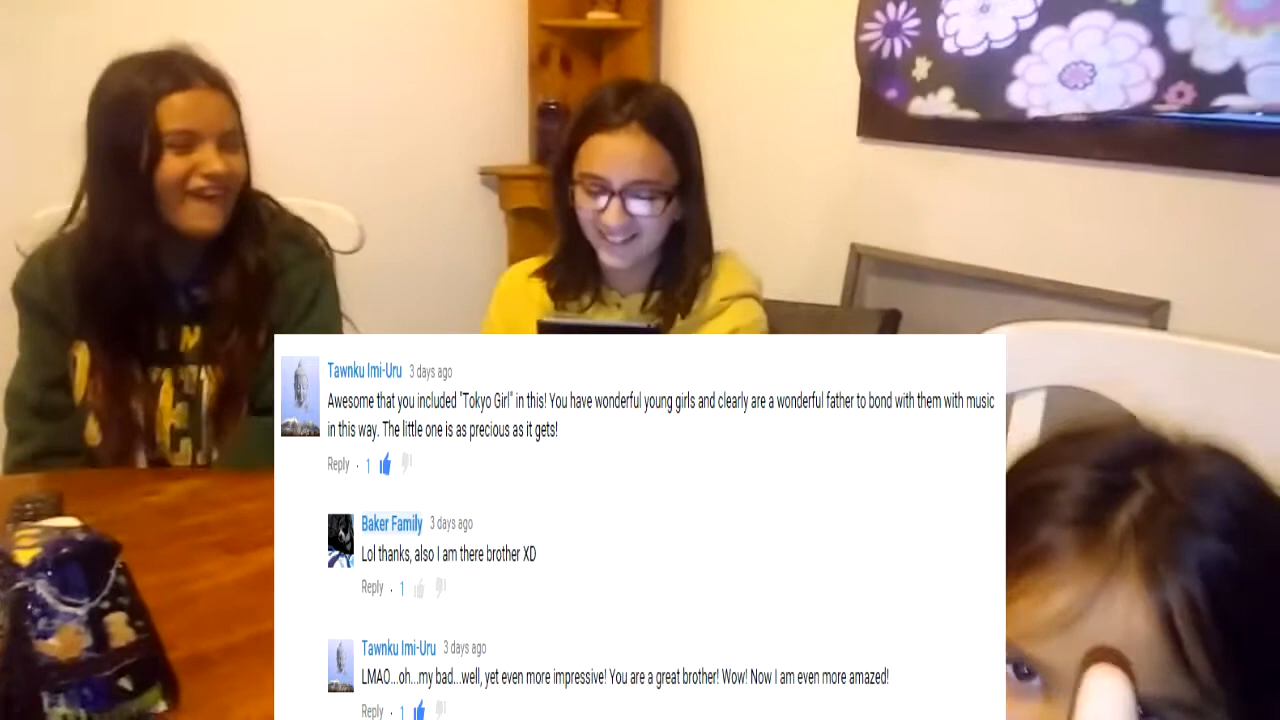 Tawnku Imi-Uru 3 days ago
Awesome that you included "Tokyo Girl" in this! You have wonderful young girls and clearly are a wonderful father to bond with them with music
in this way. The little one is as precious as it gets!
Reply · 1
Baker Family 3 days ago
Lol thanks, also I am there brother XD
Reply · 1
Tawnku Imi-Uru 3 days ago
LMAO...oh...my bad...well, yet even more impressive! You are a great brother! Wow! Now I am even more amazed!
Reply · 1